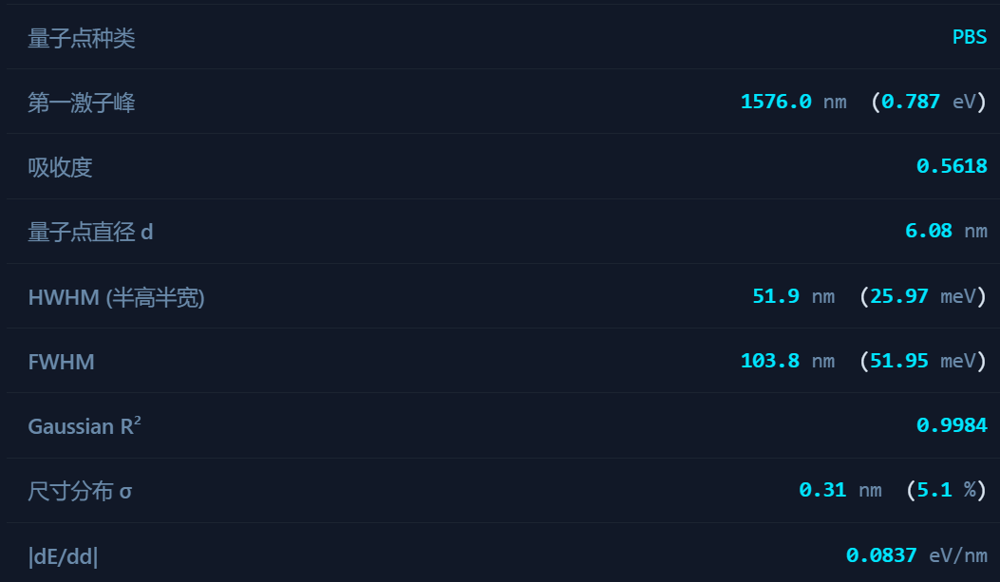 量子点种类 PBS
第一激子峰 1576.0 nm (0.787 eV)
吸收度 0.5618
量子点直径 d 6.08 nm
HWHM (半高半宽) 51.9 nm (25.97 meV)
FWHM 103.8 nm (51.95 meV)
Gaussian R² 0.9984
尺寸分布 σ 0.31 nm (5.1 %)
|dE/dd| 0.0837 eV/nm